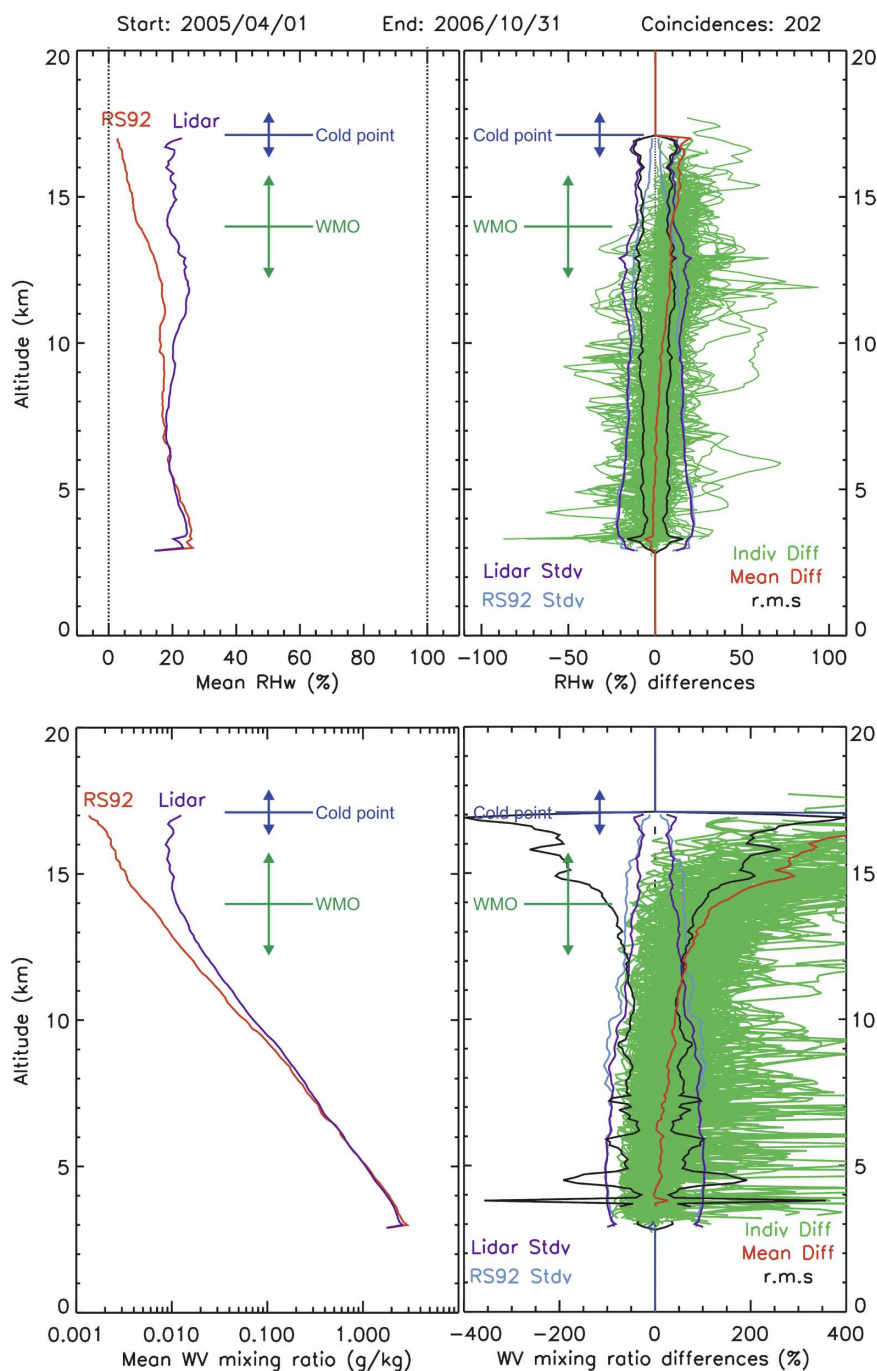 Start: 2005/04/01 End: 2006/10/31 Coincidences: 202
20 20
RS92 Lidar Cold point Cold point
15 15
WMO WMO
Altitude (km)
10 10
5 5
Lidar Stdv Indiv Diff
RS92 Stdv Mean Diff
r.m.s
0 0
0 20 40 60 80 100 -100 -50 0 50 100
Mean RHw (%) RHw (%) differences
20 20
RS92 Lidar Cold point Cold point
15 15
WMO WMO
Altitude (km)
10 10
5 5
Lidar Stdv Indiv Diff
RS92 Stdv Mean Diff
r.m.s
0 0
0.001 0.010 0.100 1.000 -400 -200 0 200 400
Mean WV mixing ratio (g/kg) WV mixing ratio differences (%)